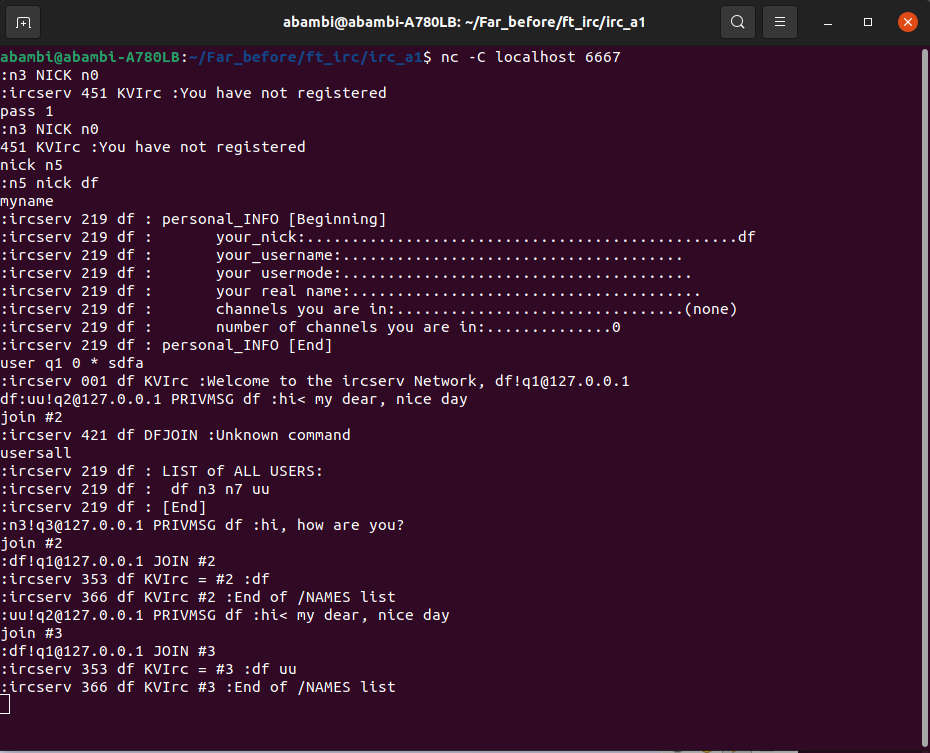 abambi@abambi-A780LB: ~/Far_before/ft_irc/irc_a1
abambi@abambi-A780LB:~/Far_before/ft_irc/irc_a1$ nc -C localhost 6667
:n3 NICK n0
:ircserv 451 KVIrc :You have not registered
pass 1
:n3 NICK n0
451 KVIrc :You have not registered
nick n5
:n5 nick df
myname
:ircserv 219 df : personal_INFO [Beginning]
:ircserv 219 df :       your_nick:................................................df
:ircserv 219 df :       your_username:......................................
:ircserv 219 df :       your usermode:.......................................
:ircserv 219 df :       your real name:.......................................
:ircserv 219 df :       channels you are in:................................(none)
:ircserv 219 df :       number of channels you are in:..............0
:ircserv 219 df : personal_INFO [End]
user q1 0 * sdfa
:ircserv 001 df KVIrc :Welcome to the ircserv Network, df!q1@127.0.0.1
df:uu!q2@127.0.0.1 PRIVMSG df :hi< my dear, nice day
join #2
:ircserv 421 df DFJOIN :Unknown command
usersall
:ircserv 219 df : LIST of ALL USERS:
:ircserv 219 df :  df n3 n7 uu
:ircserv 219 df : [End]
:n3!q3@127.0.0.1 PRIVMSG df :hi, how are you?
join #2
:df!q1@127.0.0.1 JOIN #2
:ircserv 353 df KVIrc = #2 :df
:ircserv 366 df KVIrc #2 :End of /NAMES list
:uu!q2@127.0.0.1 PRIVMSG df :hi< my dear, nice day
join #3
:df!q1@127.0.0.1 JOIN #3
:ircserv 353 df KVIrc = #3 :df uu
:ircserv 366 df KVIrc #3 :End of /NAMES list